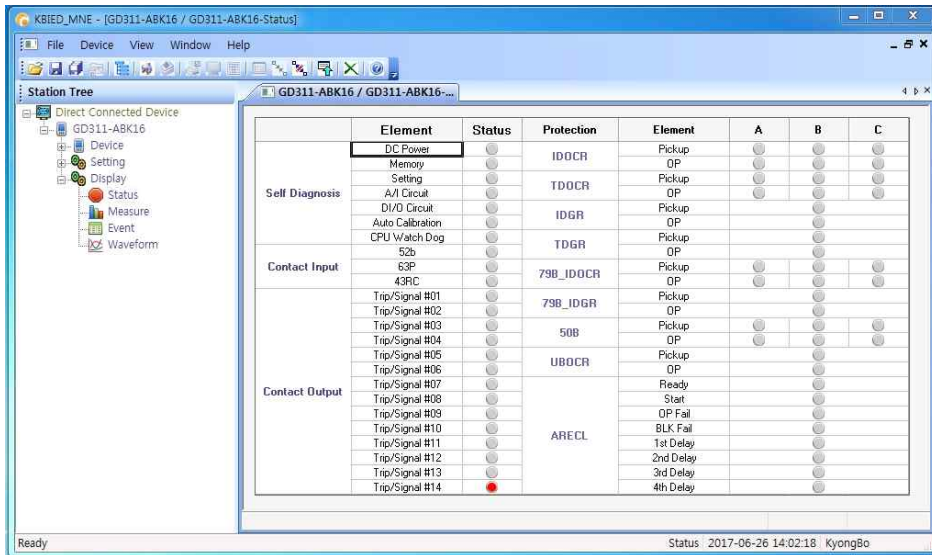 KBIED_MNE - [GD311-ABK16 / GD311-ABK16-Status]
File Device View Window Help
Station Tree
GD311-ABK16 / GD311-ABK16-...
Direct Connected Device
GD311-ABK16
Device
Setting
Display
Status
Measure
Event
Waveform
Element Status Protection Element A B C
Self Diagnosis
DC Power
Memory
Setting
A/I Circuit
DI/O Circuit
Auto Calibration
CPU Watch Dog
Contact Input
52b
63P
43RC
Contact Output
Trip/Signal #01
Trip/Signal #02
Trip/Signal #03
Trip/Signal #04
Trip/Signal #05
Trip/Signal #06
Trip/Signal #07
Trip/Signal #08
Trip/Signal #09
Trip/Signal #10
Trip/Signal #11
Trip/Signal #12
Trip/Signal #13
Trip/Signal #14
IDOCR
Pickup
OP
TDOCR
Pickup
OP
IDGR
Pickup
OP
TDGR
Pickup
OP
79B_IDOCR
Pickup
OP
79B_IDGR
Pickup
OP
50B
Pickup
OP
UBOCR
Pickup
OP
ARECL
Ready
Start
OP Fail
BLK Fail
1st Delay
2nd Delay
3rd Delay
4th Delay
Ready
Status 2017-06-26 14:02:18 KyongBo